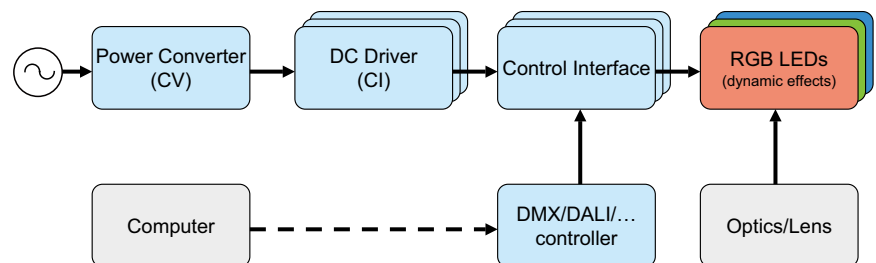 Power Converter
(CV)
DC Driver
(CI)
Control Interface
RGB LEDs
(dynamic effects)
Computer
DMX/DALI/…
controller
Optics/Lens